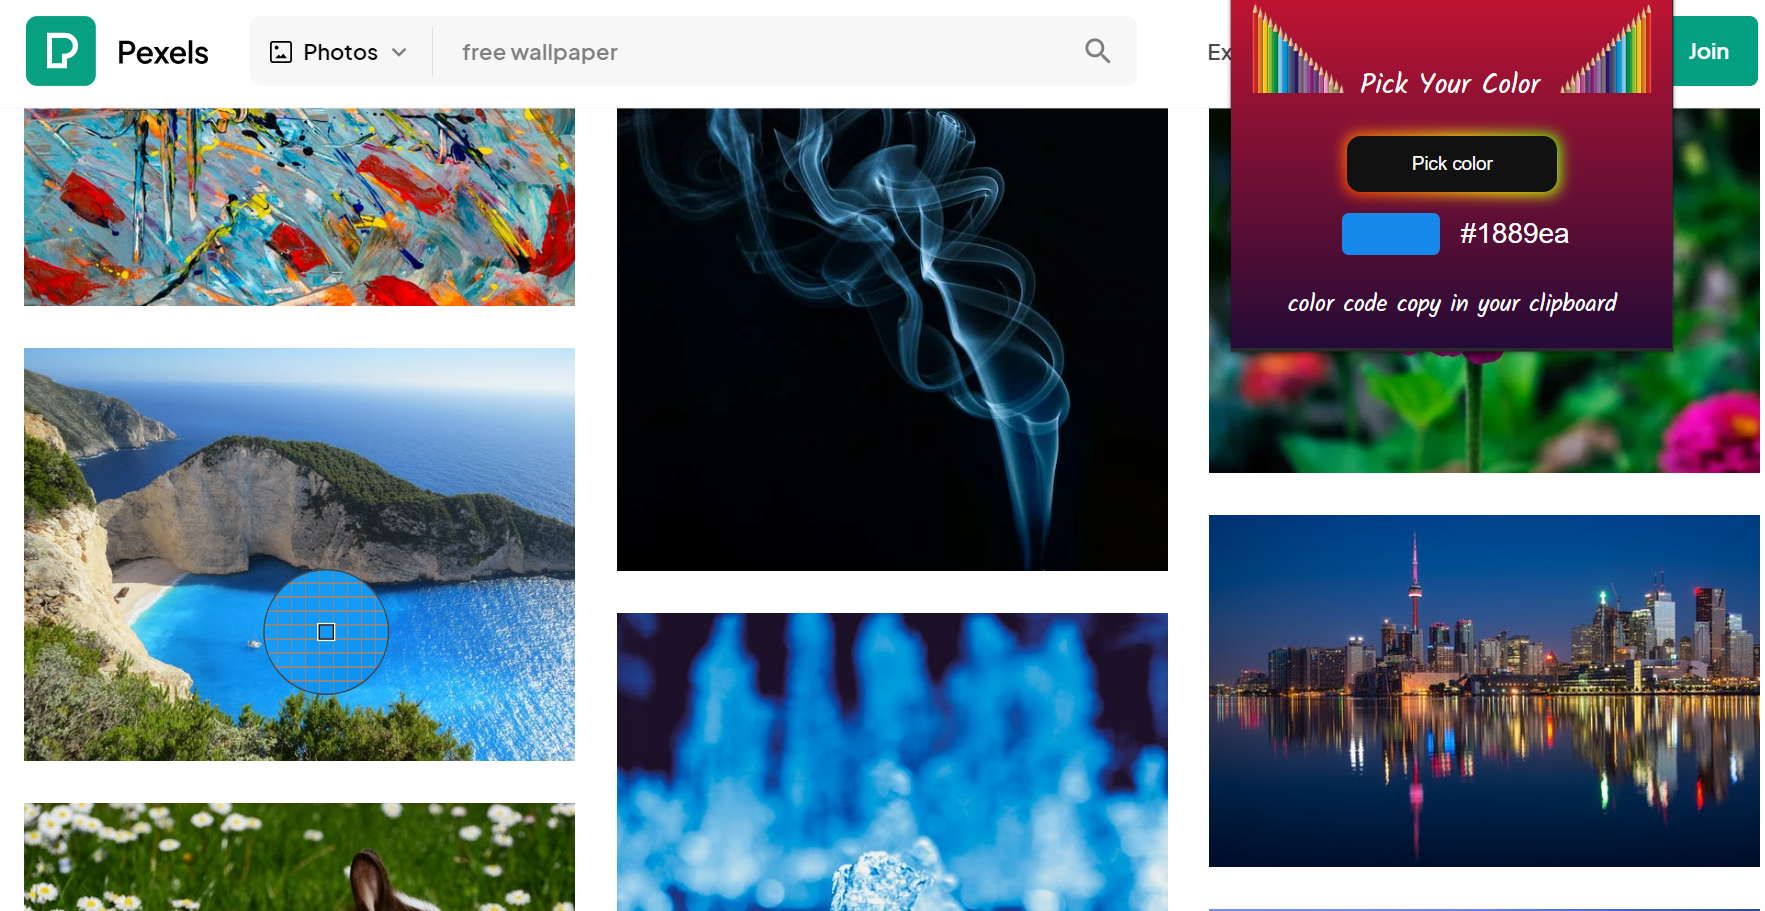 Pexels
Photos
free wallpaper
Ex
Join
Pick Your Color
Pick color
#1889ea
color code copy in your clipboard